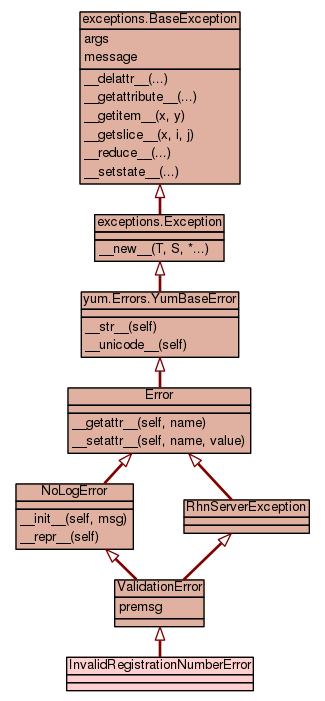 exceptions.BaseException
args
message
__delattr__(...)
__getattribute__(...)
__getitem__(x, y)
__getslice__(x, i, j)
__reduce__(...)
__setstate__(...)
exceptions.Exception
__new__(T, S, *...)
yum.Errors.YumBaseError
__str__(self)
__unicode__(self)
Error
__getattr__(self, name)
__setattr__(self, name, value)
NoLogError
__init__(self, msg)
__repr__(self)
RhnServerException
ValidationError
premsg
InvalidRegistrationNumberError